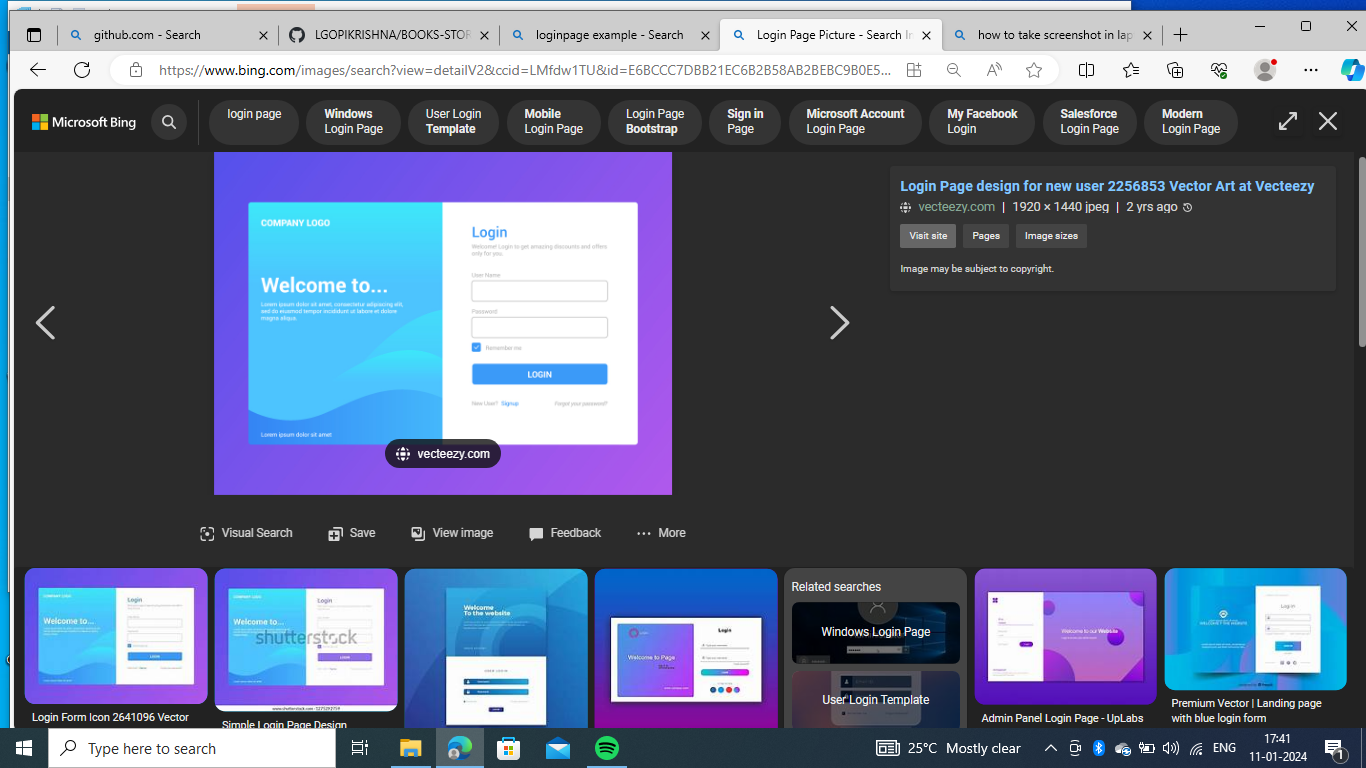 github.com - Search
LGOPIKRISHNA/BOOKS-STOR
loginpage example - Search
Login Page Picture - Search In
how to take screenshot in lap
https://www.bing.com/images/search?view=detailV2&ccid=LMfdw1TU&id=E6BCCC7DBB21EC6B2B58AB2BEBC9B0E5...
Microsoft Bing
login page
Windows
Login Page
User Login
Template
Mobile
Login Page
Login Page
Bootstrap
Sign in
Page
Microsoft Account
Login Page
My Facebook
Login
Salesforce
Login Page
Modern
Login Page
COMPANY LOGO
Welcome to...
Lorem ipsum dolor sit amet, consectetur adipiscing elit,
sed do eiusmod tempor incididunt ut labore et dolore
magna aliqua.
Lorem ipsum dolor sit amet
Login
Welcome! Login to get amazing discounts and offers
only for you.
User Name
Password
Remember me
LOGIN
New User? Signup
Forgot your password?
vecteezy.com
Login Page design for new user 2256853 Vector Art at Vecteezy
vecteezy.com | 1920 × 1440 jpeg | 2 yrs ago
Visit site
Pages
Image sizes
Image may be subject to copyright.
Visual Search
Save
View image
Feedback
More
COMPANY LOGO
Welcome to...
Login
LOGIN
Login Form Icon 2641096 Vector
Welcome to...
Login
shutterstock
Simple Login Page Design
Welcome
To the website
Welcome to Page
Login
Related searches
Windows Login Page
User Login Template
Welcome to our Website
Admin Panel Login Page - UpLabs
Log in
Premium Vector | Landing page
with blue login form
Type here to search
25°C Mostly clear
ENG
17:41
11-01-2024
1